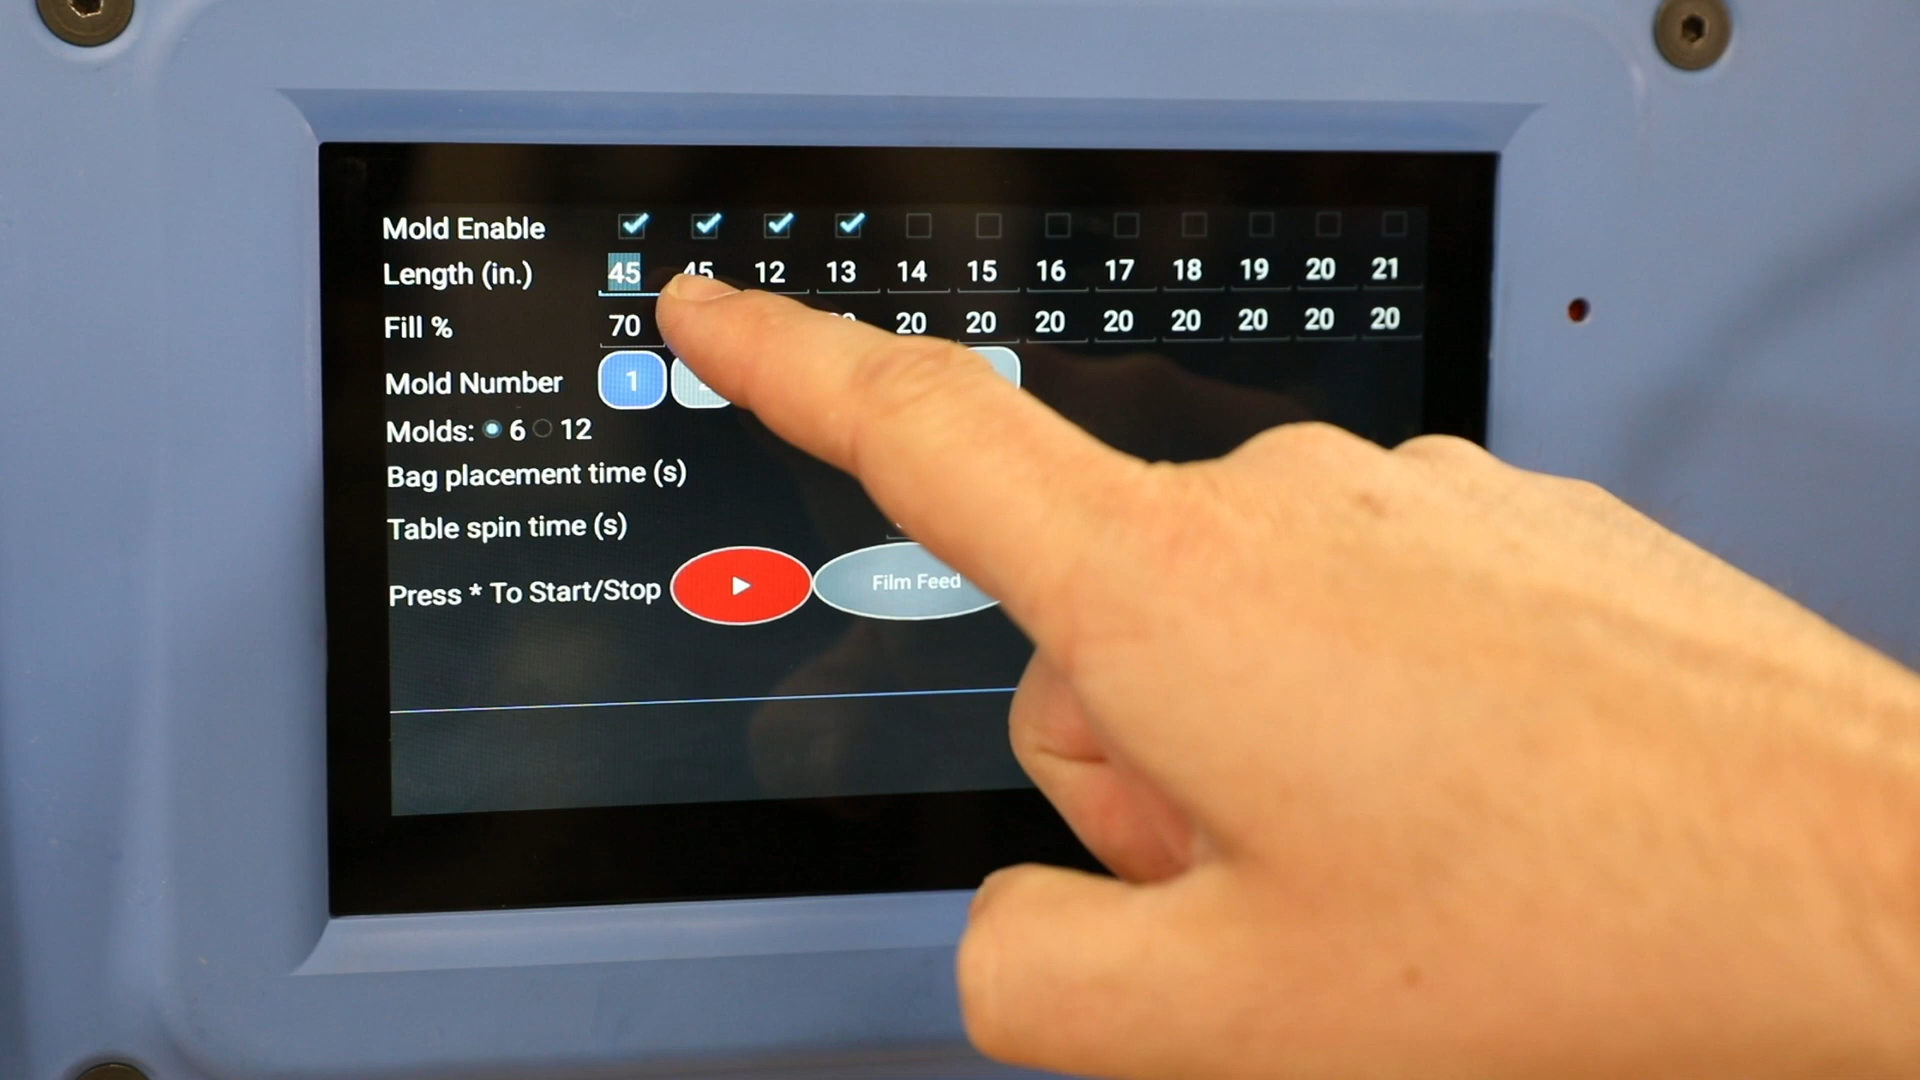 Mold Enable
Length (in.) 45 45 12 13 14 15 16 17 18 19 20 21
Fill % 70 20 20 20 20 20 20 20 20
Mold Number 1
Molds: 6 12
Bag placement time (s)
Table spin time (s)
Press * To Start/Stop Film Feed